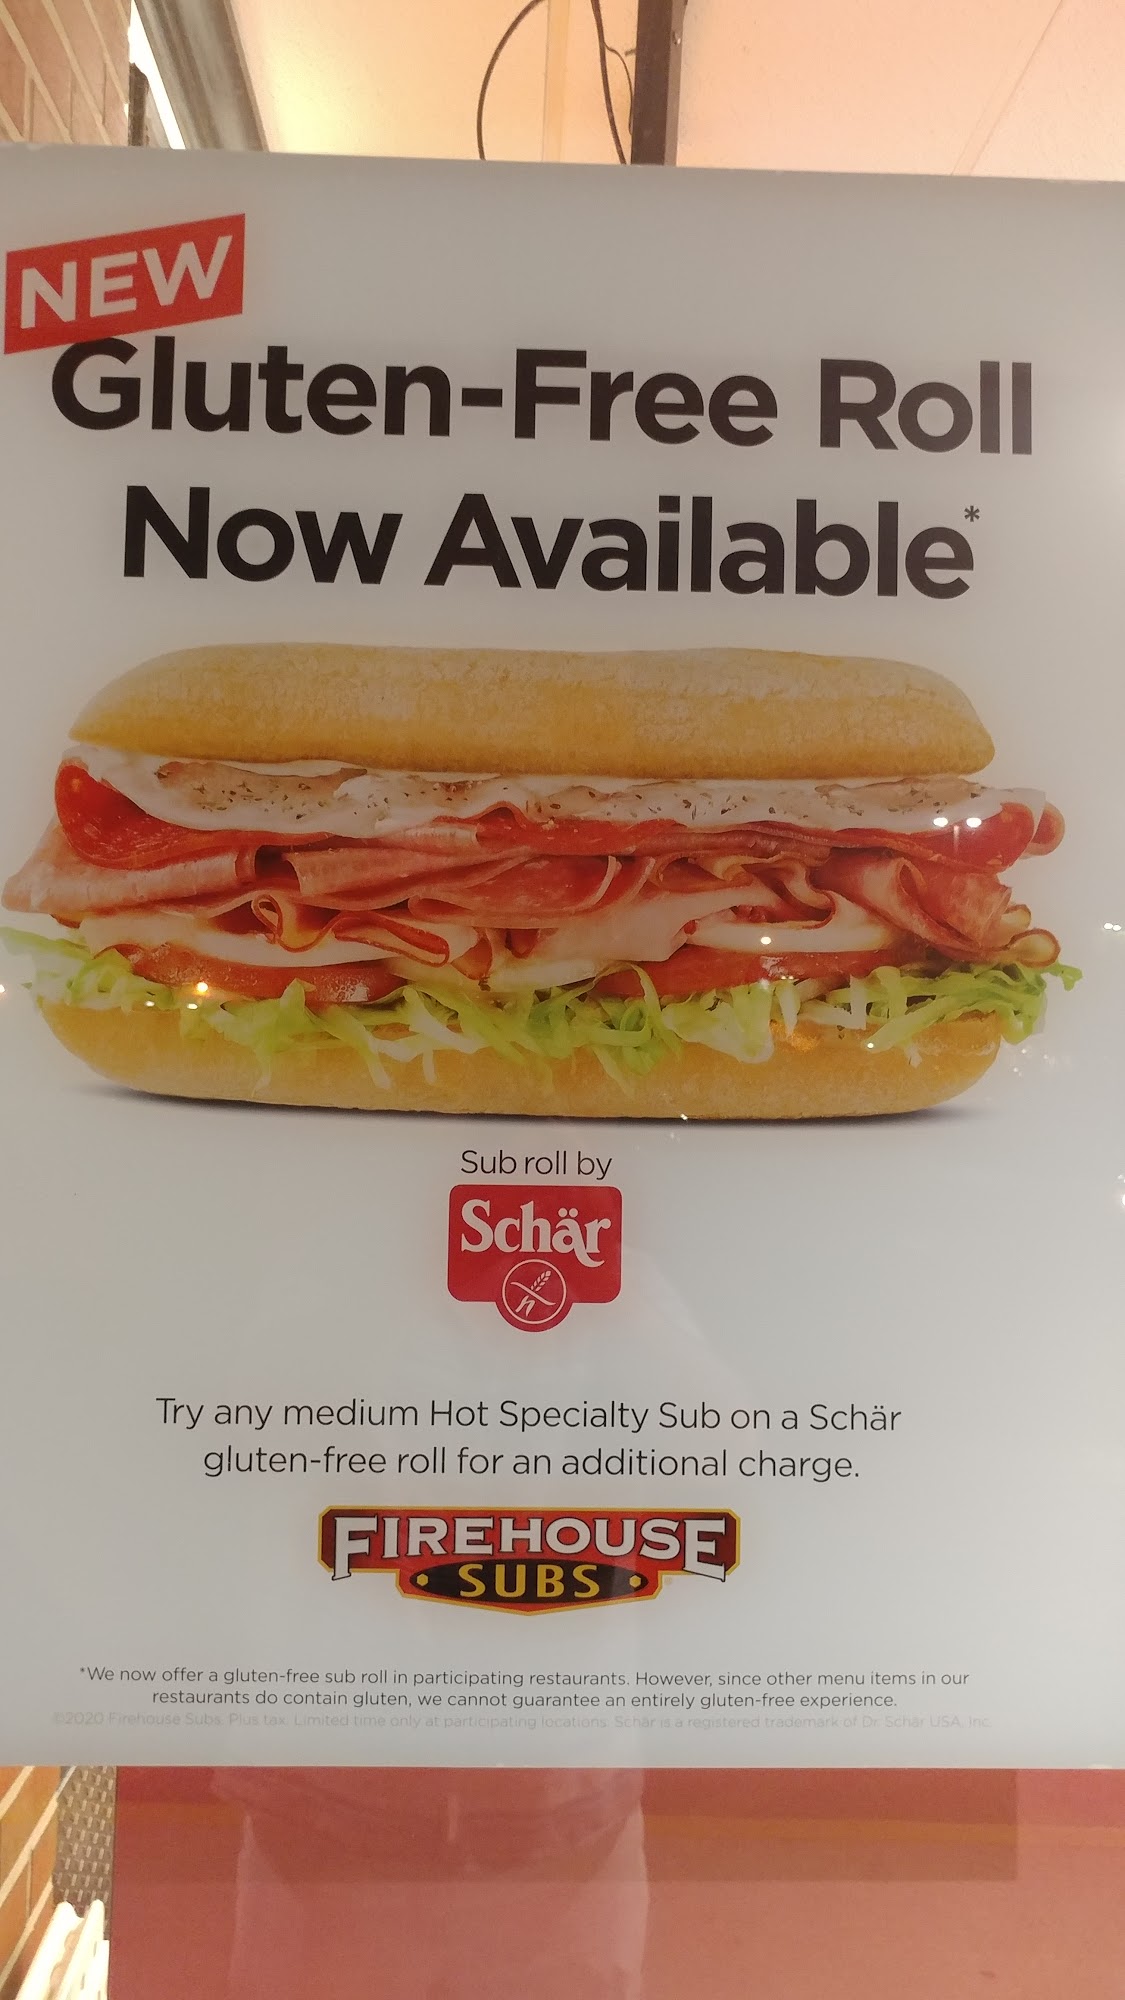 NEW
Gluten-Free Roll
Now Available*
Sub roll by
Schär
Try any medium Hot Specialty Sub on a Schär
gluten-free roll for an additional charge.
FIREHOUSE
SUBS
*We now offer a gluten-free sub roll in participating restaurants. However, since other menu items in our
restaurants do contain gluten, we cannot guarantee an entirely gluten-free experience.
©2020 Firehouse Subs. Plus tax. Limited time only at participating locations. Schär is a registered trademark of Dr. Schär USA, Inc.